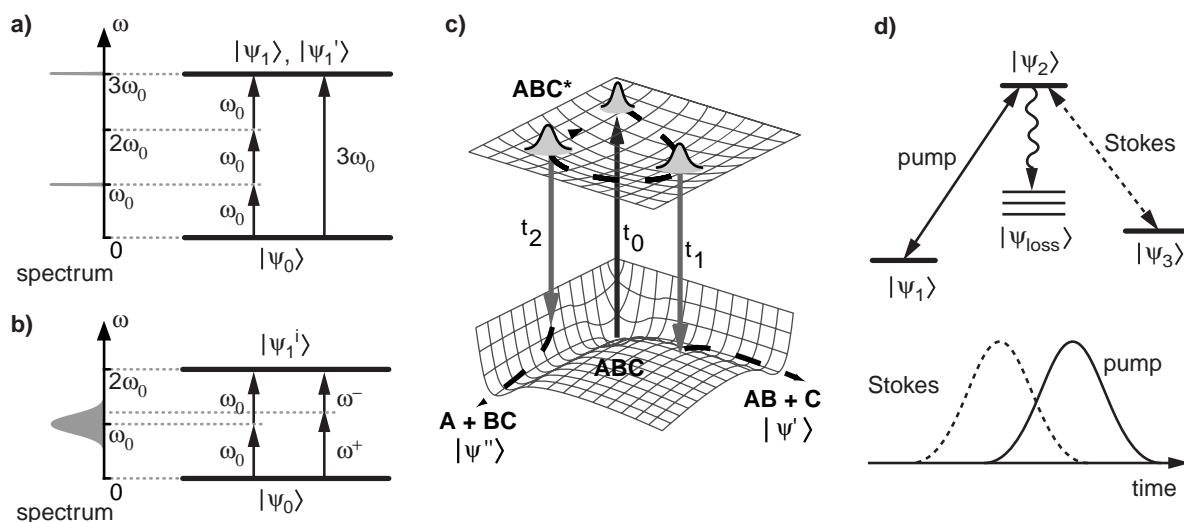 a)
ω
|ψ1⟩, |ψ1'⟩
3ω0
ω0
2ω0
ω0
3ω0
ω0
ω0
0
|ψ0⟩
spectrum
b)
ω
|ψ1^i⟩
2ω0
ω0
ω−
ω0
ω0
ω+
0
|ψ0⟩
spectrum
c)
ABC*
t2
t0
t1
ABC
A + BC
|ψ''⟩
AB + C
|ψ'⟩
d)
|ψ2⟩
pump
Stokes
|ψloss⟩
|ψ1⟩
|ψ3⟩
Stokes
pump
time